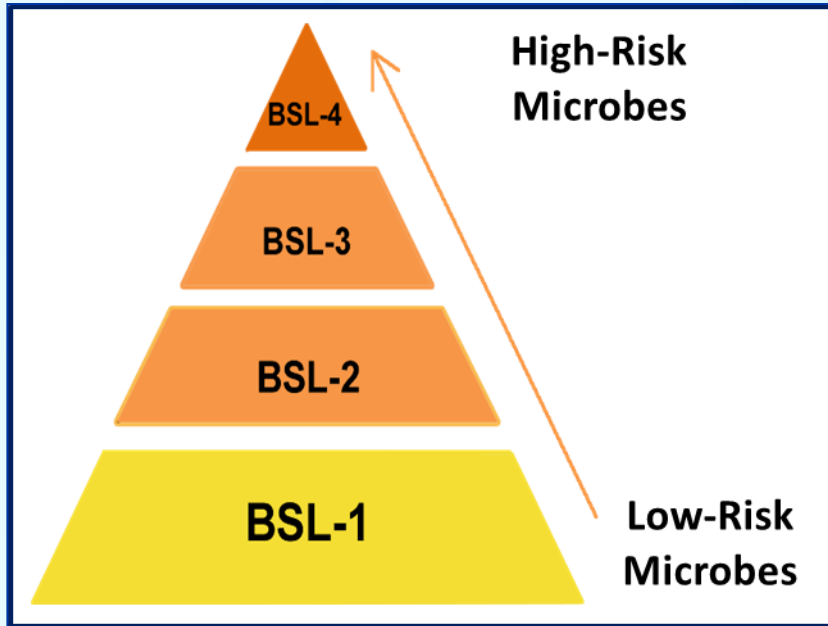 High-Risk
Microbes
BSL-4
BSL-3
BSL-2
BSL-1
Low-Risk
Microbes